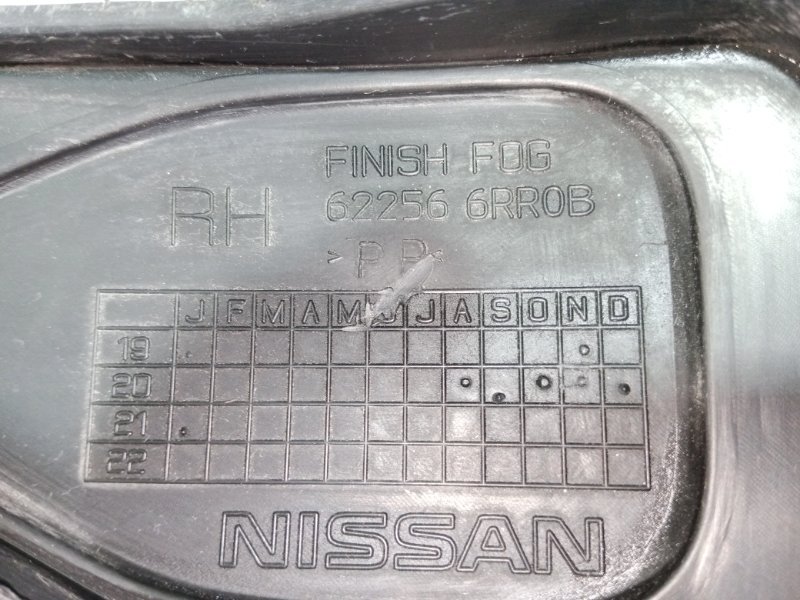 FINISH FOG
RH 62256 6RR0B
>PP<
J F M A M J J A S O N D
19
20
21
22
NISSAN